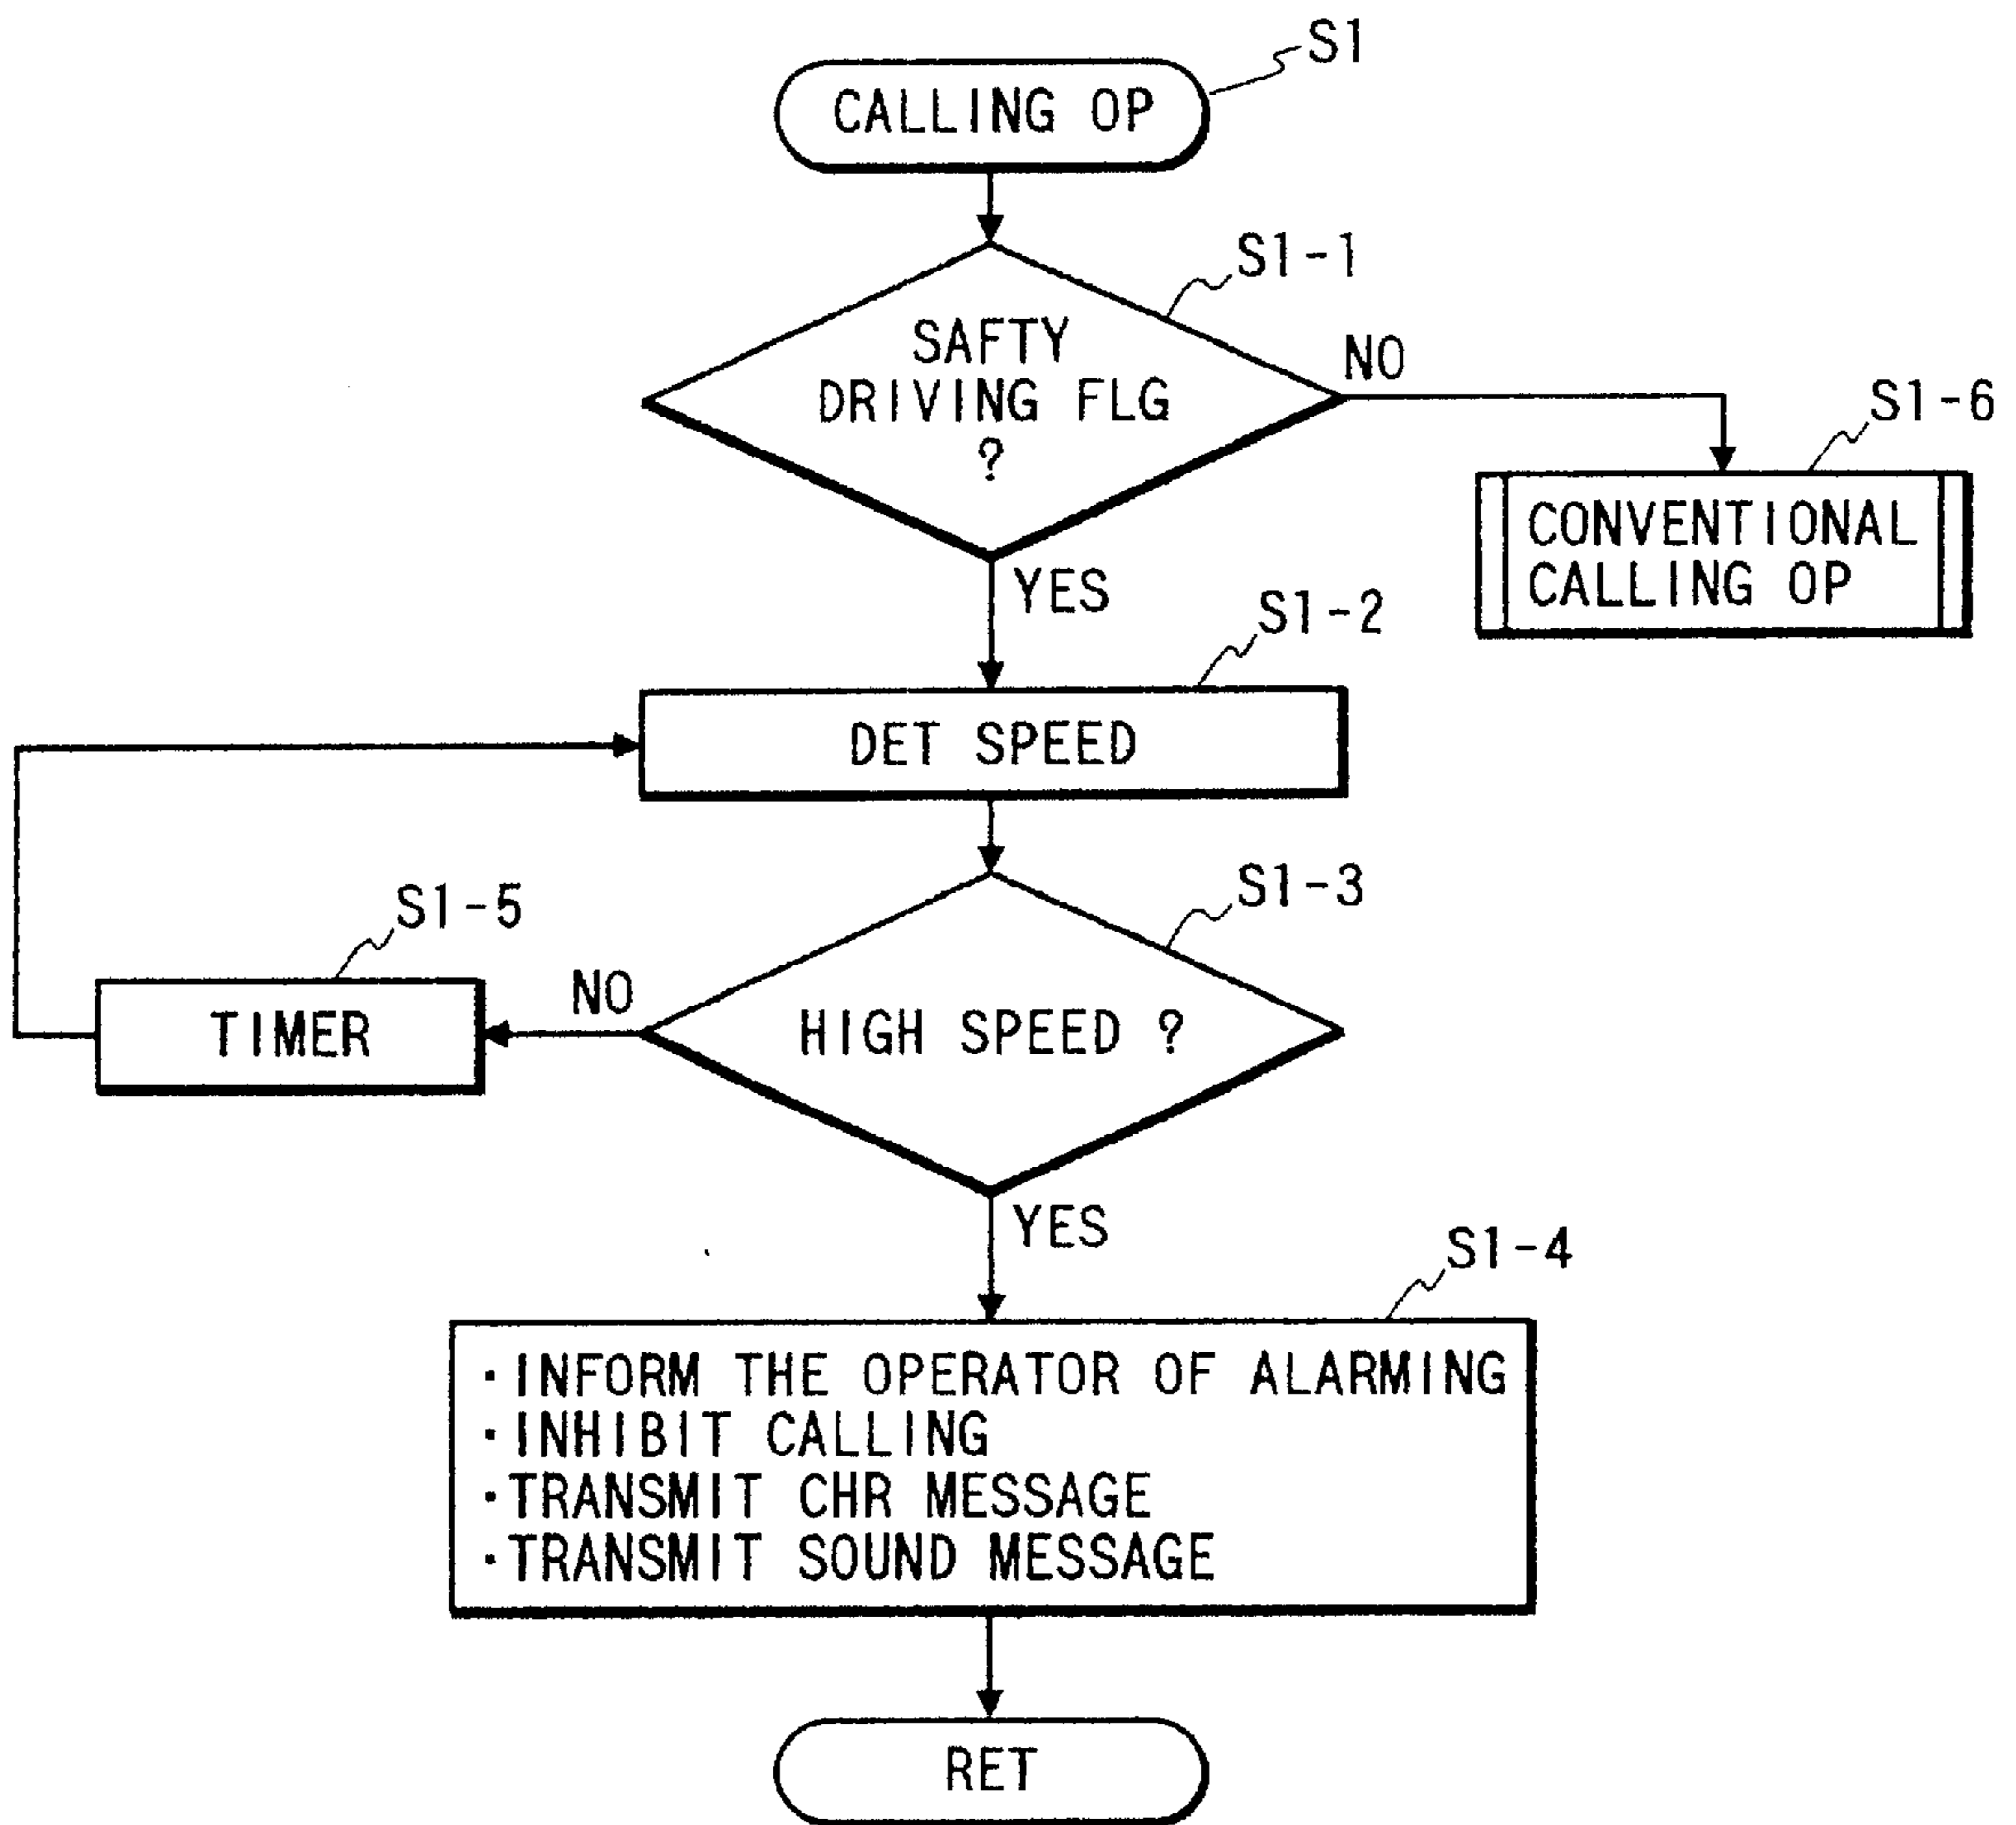 S1
CALLING OP
S1-1
SAFTY
DRIVING FLG
?
NO
S1-6
CONVENTIONAL
CALLING OP
YES
S1-2
DET SPEED
S1-3
S1-5
NO
HIGH SPEED ?
TIMER
YES
S1-4
·INFORM THE OPERATOR OF ALARMING
·INHIBIT CALLING
·TRANSMIT CHR MESSAGE
·TRANSMIT SOUND MESSAGE
RET